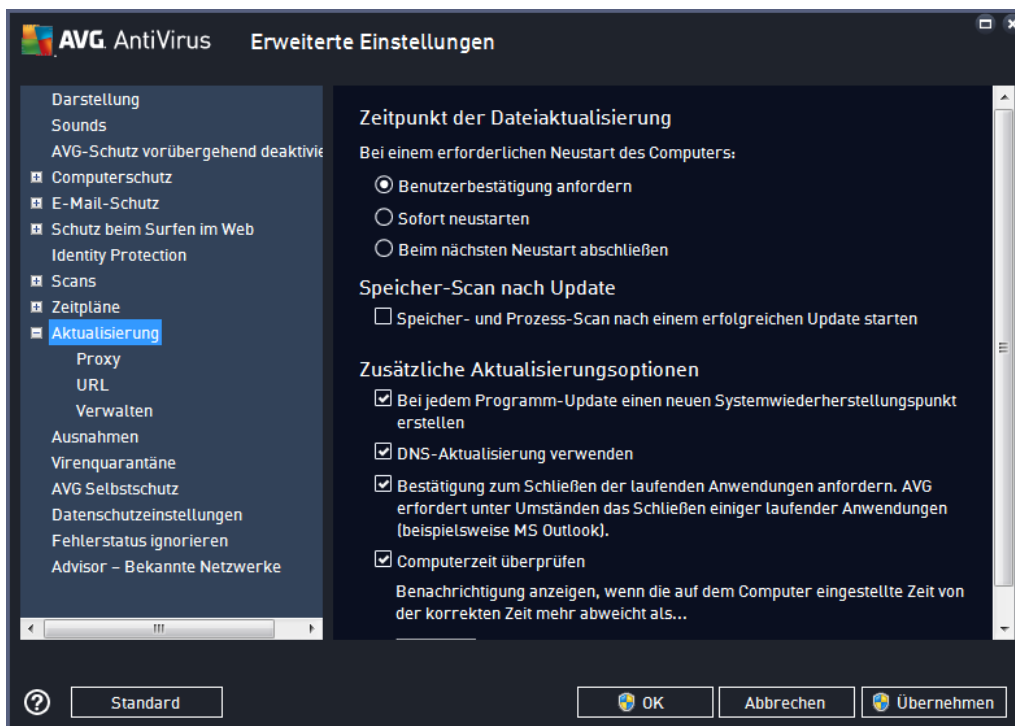 AVG. AntiVirus Erweiterte Einstellungen
Darstellung
Sounds
AVG-Schutz vorübergehend
Computerschutz
E-Mail-Schutz
Schutz beim Surfen im Web
Identity Protection
Scans
Zeitpläne
Aktualisierung
Proxy
URL
Verwalten
Ausnahmen
Virenquarantäne
AVG Selbstschutz
Datenschutzeinstellungen
Fehlerstatus ignorieren
Advisor – Bekannte Netzwerke
Zeitpunkt der Dateiaktualisierung
Bei einem erforderlichen Neustart des Computers:
Benutzerbestätigung anfordern
Sofort neustarten
Beim nächsten Neustart abschließen
Speicher-Scan nach Update
Speicher- und Prozess-Scan nach einem erfolgreichen Update starten
Zusätzliche Aktualisierungsoptionen
Bei jedem Programm-Update einen neuen Systemwiederherstellungspunkt
erstellen
DNS-Aktualisierung verwenden
Bestätigung zum Schließen der laufenden Anwendungen anfordern. AVG
erfordert unter Umständen das Schließen einiger laufender Anwendungen
(beispielsweise MS Outlook).
Computerzeit überprüfen
Benachrichtigung anzeigen, wenn die auf dem Computer eingestellte Zeit von
der korrekten Zeit mehr abweicht als...
Standard
OK
Abbrechen
Übernehmen